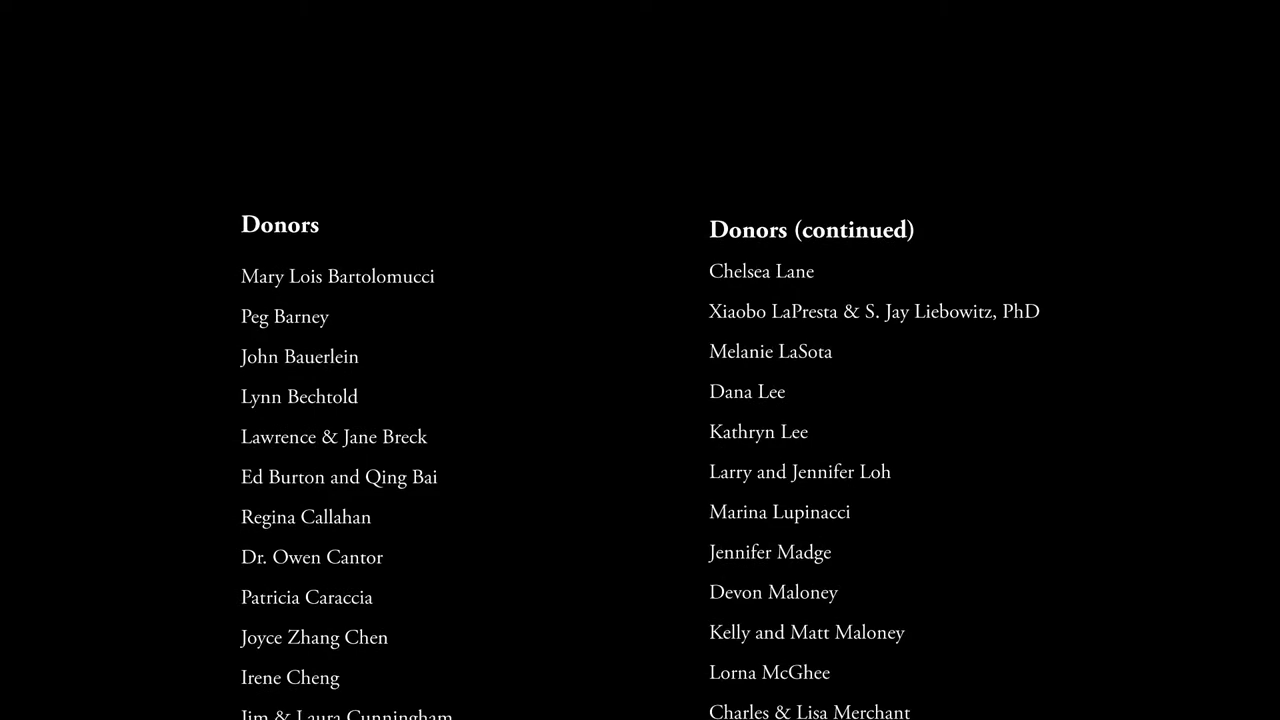 Donors
Mary Lois Bartolomucci
Peg Barney
John Bauerlein
Lynn Bechtold
Lawrence & Jane Breck
Ed Burton and Qing Bai
Regina Callahan
Dr. Owen Cantor
Patricia Caraccia
Joyce Zhang Chen
Irene Cheng
Jim & Laura Cunningham
Donors (continued)
Chelsea Lane
Xiaobo LaPresta & S. Jay Liebowitz, PhD
Melanie LaSota
Dana Lee
Kathryn Lee
Larry and Jennifer Loh
Marina Lupinacci
Jennifer Madge
Devon Maloney
Kelly and Matt Maloney
Lorna McGhee
Charles & Lisa Merchant